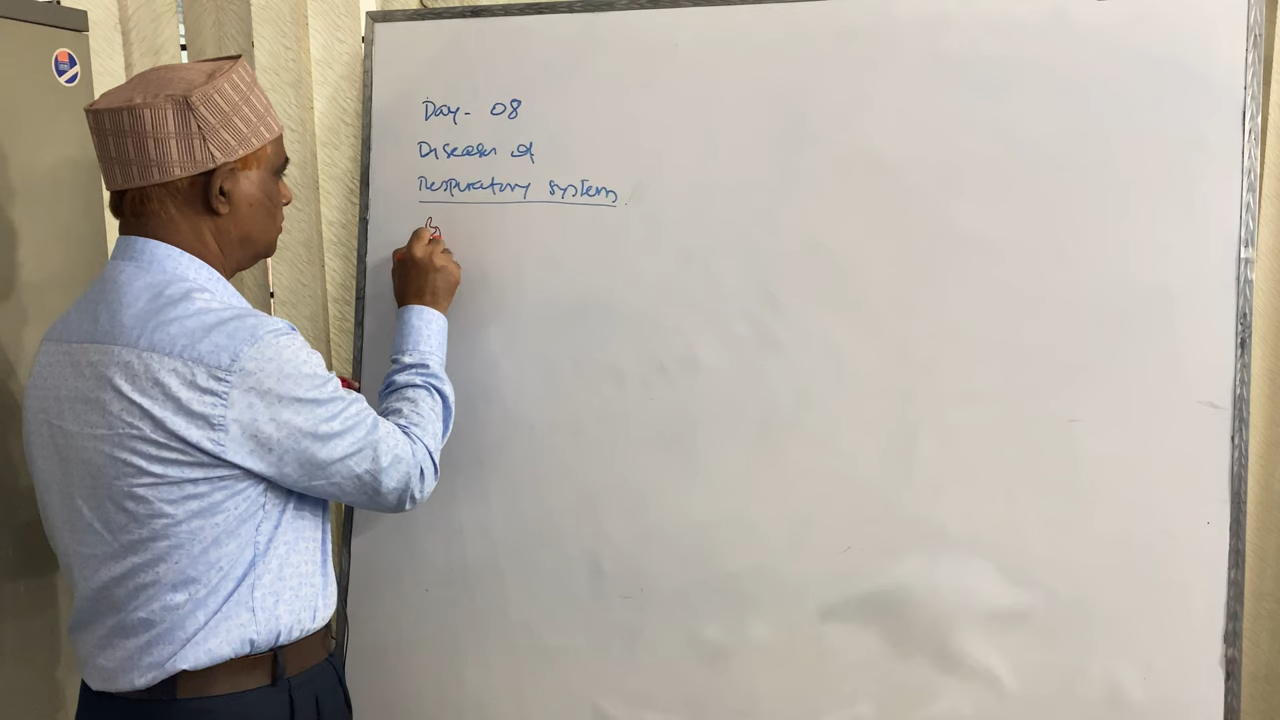 Day - 08
Diseases of
Respiratory system